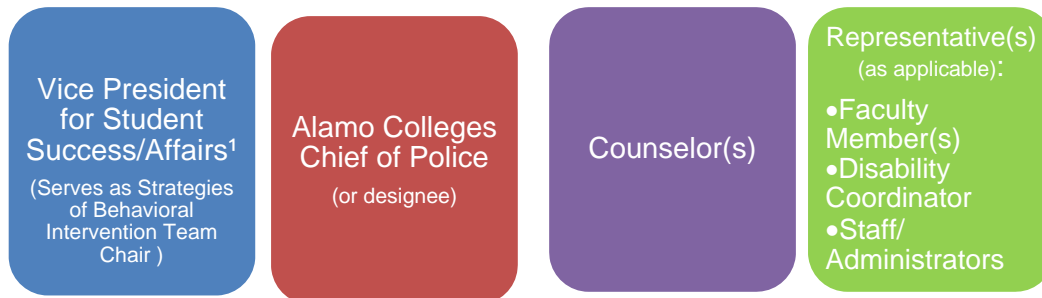 Vice President
for Student
Success/Affairs¹
(Serves as Strategies
of Behavioral
Intervention Team
Chair )
Alamo Colleges
Chief of Police
(or designee)
Counselor(s)
Representative(s)
(as applicable):
•Faculty
Member(s)
•Disability
Coordinator
•Staff/
Administrators